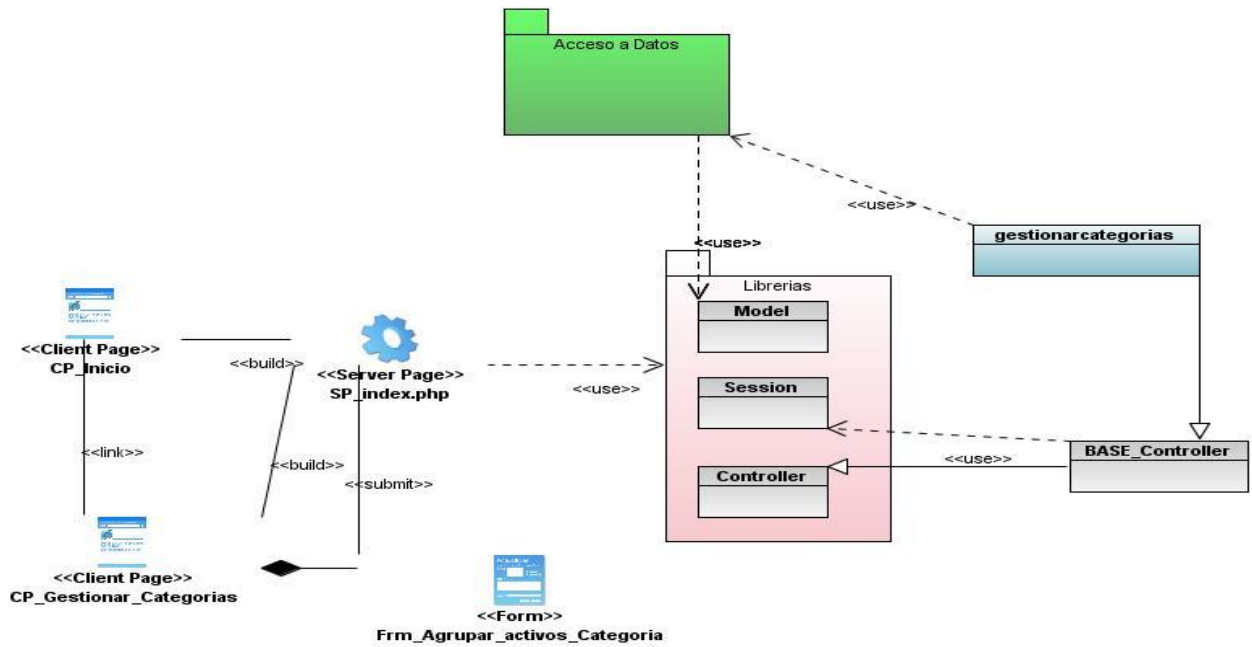 Acceso a Datos
<<use>>
gestionarcategorias
<<use>>
Librerias
Model
<<Client Page>>
CP_Inicio
<<build>>
<<Server Page>>
SP_index.php
<<use>>
Session
<<link>>
<<build>>
<<submit>>
Controller
<<use>>
BASE_Controller
<<Client Page>>
CP_Gestionar_Categorias
<<Form>>
Frm_Agrupar_activos_Categoria